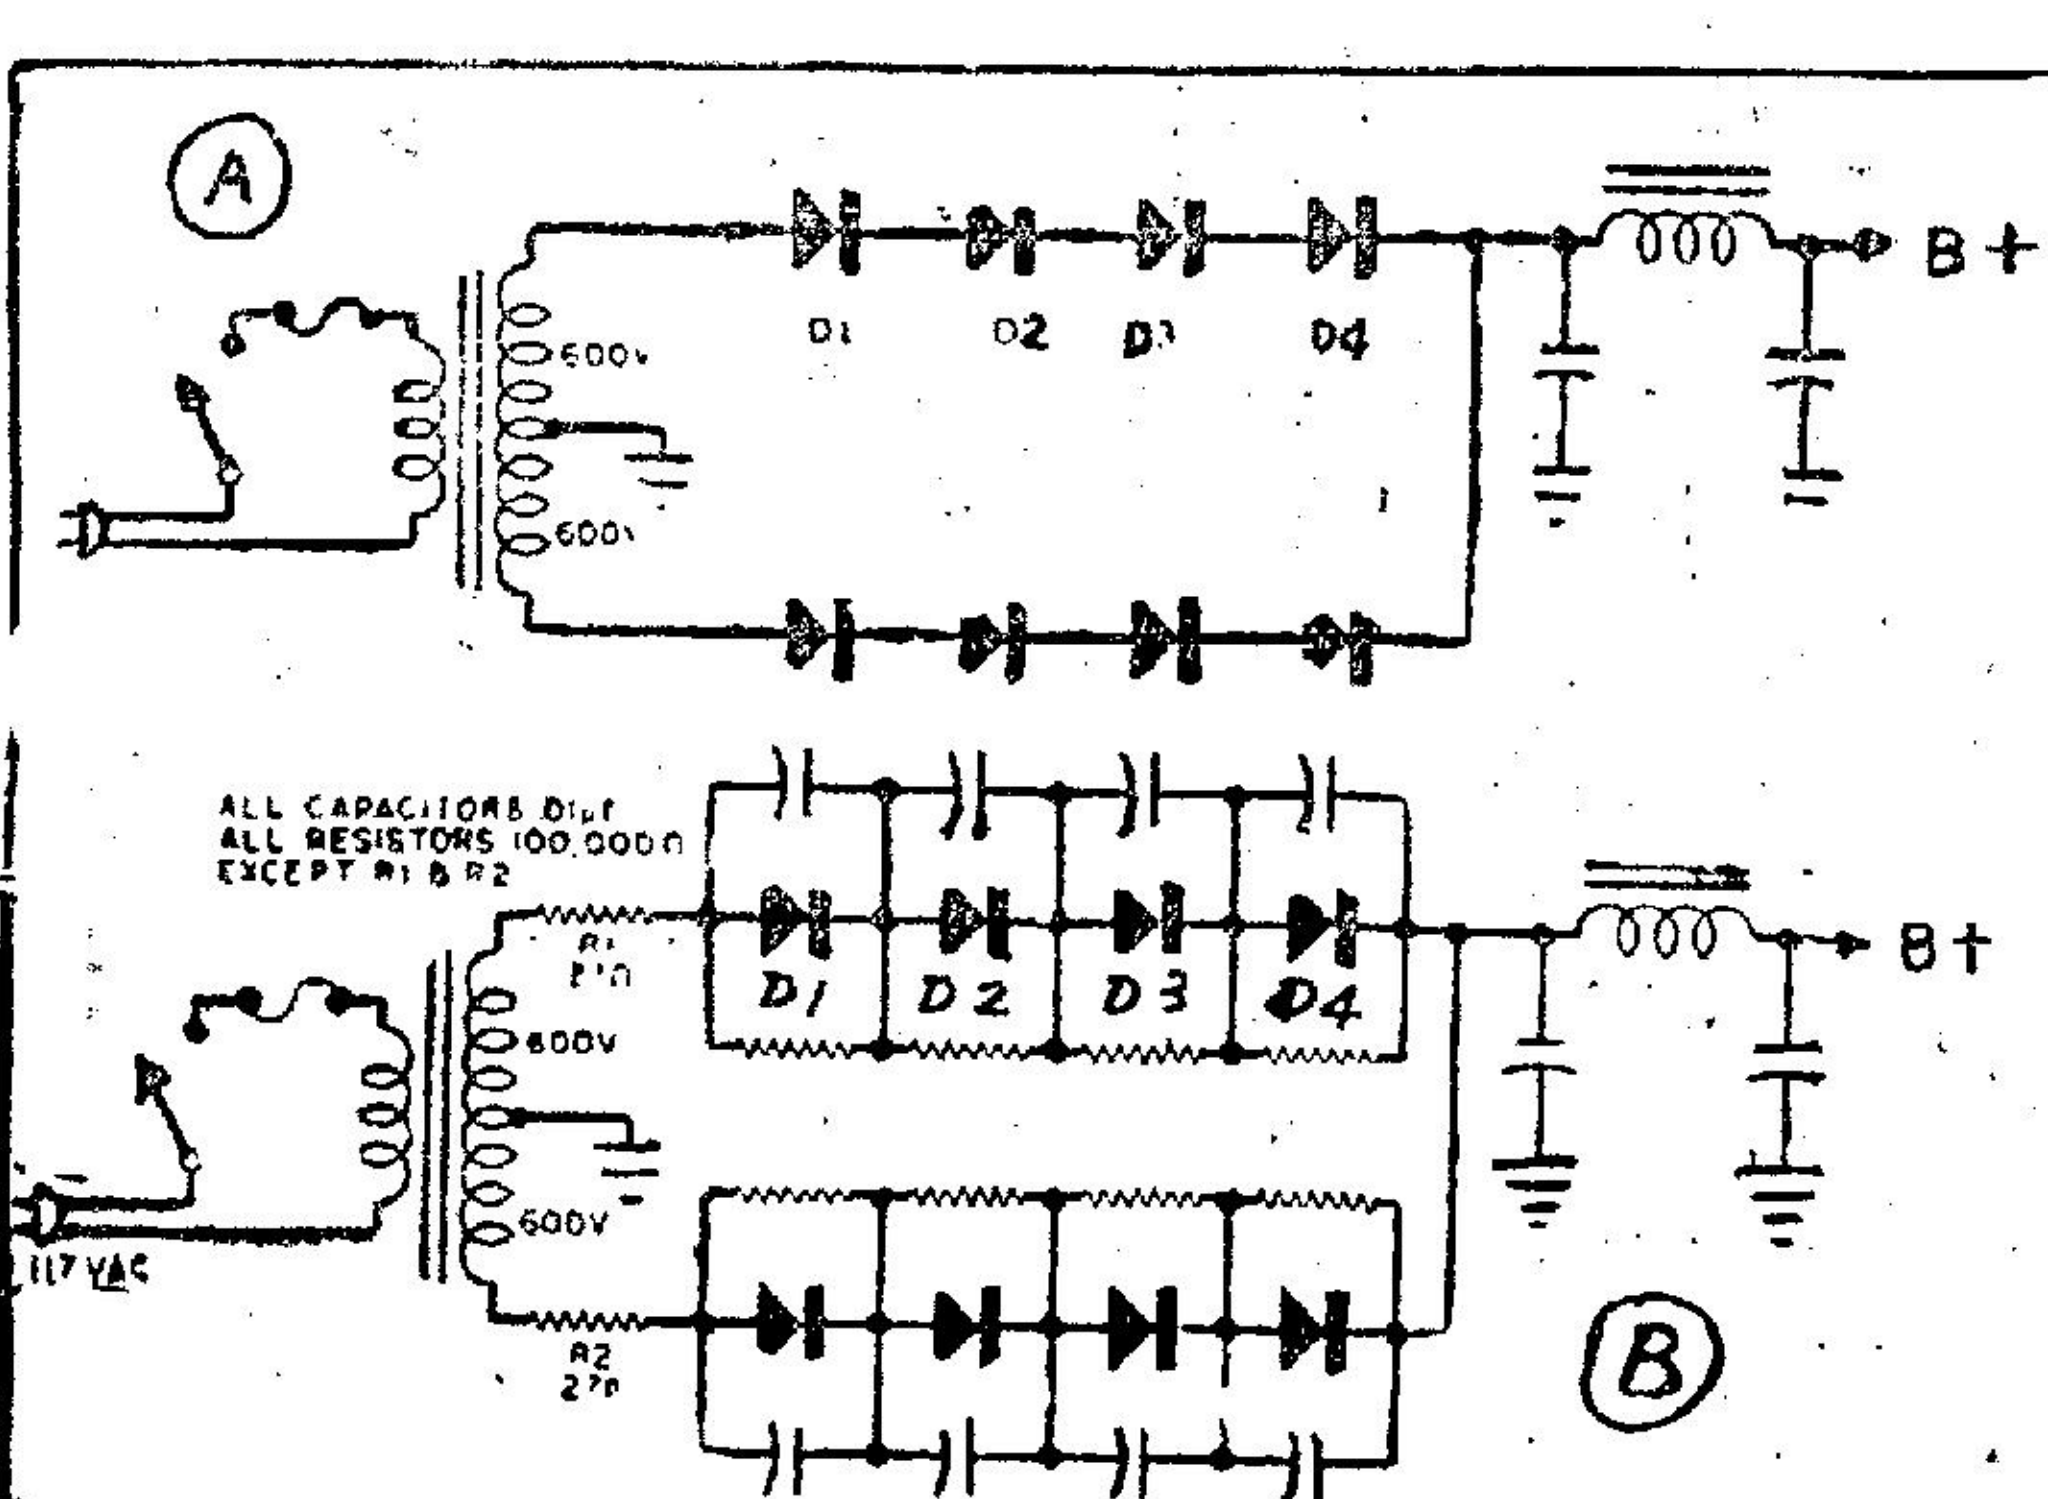 A
D1
D2
D3
D4
B+
600v
600v
ALL CAPACITORS .01µf
ALL RESISTORS 100,000Ω
EXCEPT R1 & R2
R1
D1
D2
D3
D4
B+
600V
600V
117 VAC
R2
B